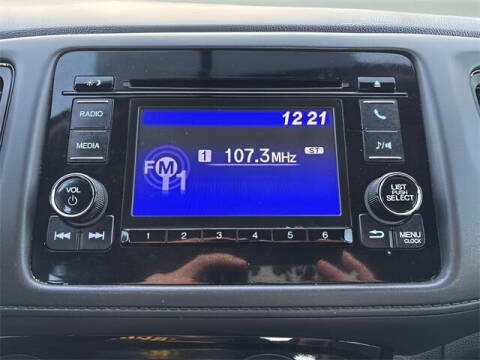 RADIO
MEDIA
VOL
12 21
FM
11
1 107.3MHz ST
LIST
PUSH
SELECT
1 2 3 4 5 6
MENU
CLOCK